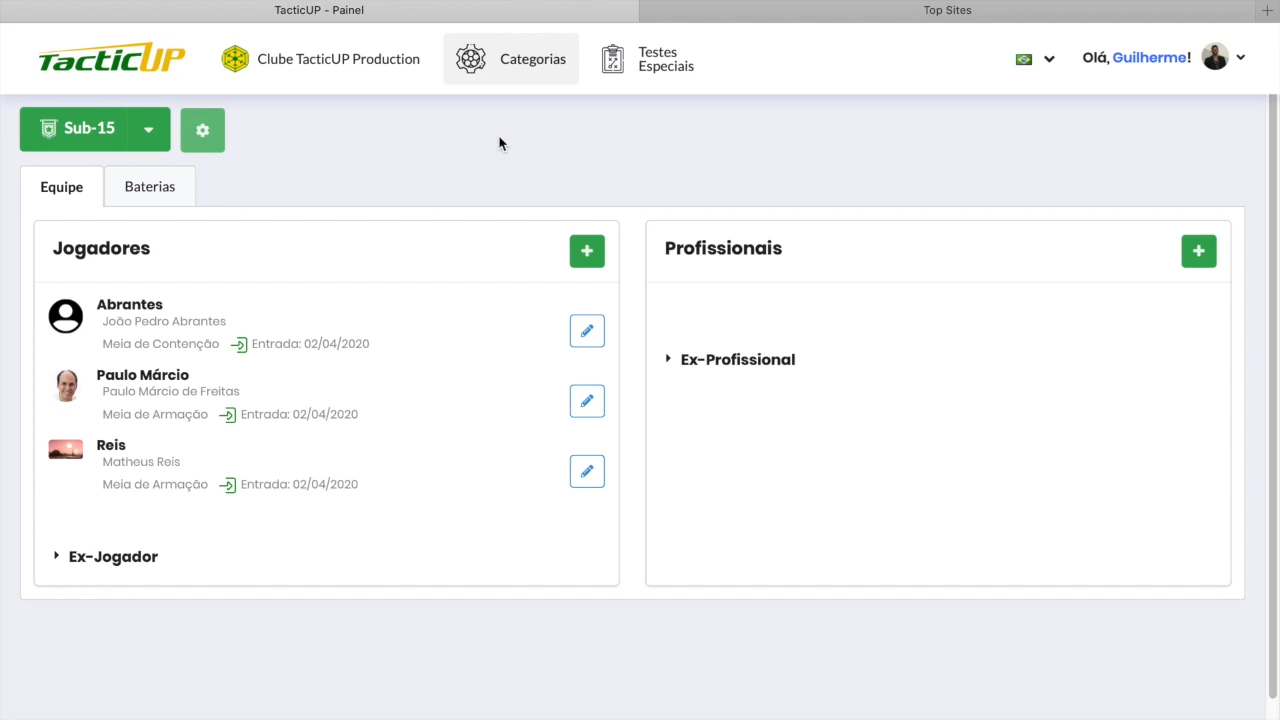 TacticUP - Painel
Top Sites
TacticUP
Clube TacticUP Production
Categorias
Testes
Especiais
Olá, Guilherme!
Sub-15
Equipe
Baterias
Jogadores
Abrantes
João Pedro Abrantes
Meia de Contenção
Entrada: 02/04/2020
Paulo Márcio
Paulo Márcio de Freitas
Meia de Armação
Entrada: 02/04/2020
Reis
Matheus Reis
Meia de Armação
Entrada: 02/04/2020
Ex-Jogador
Profissionais
Ex-Profissional